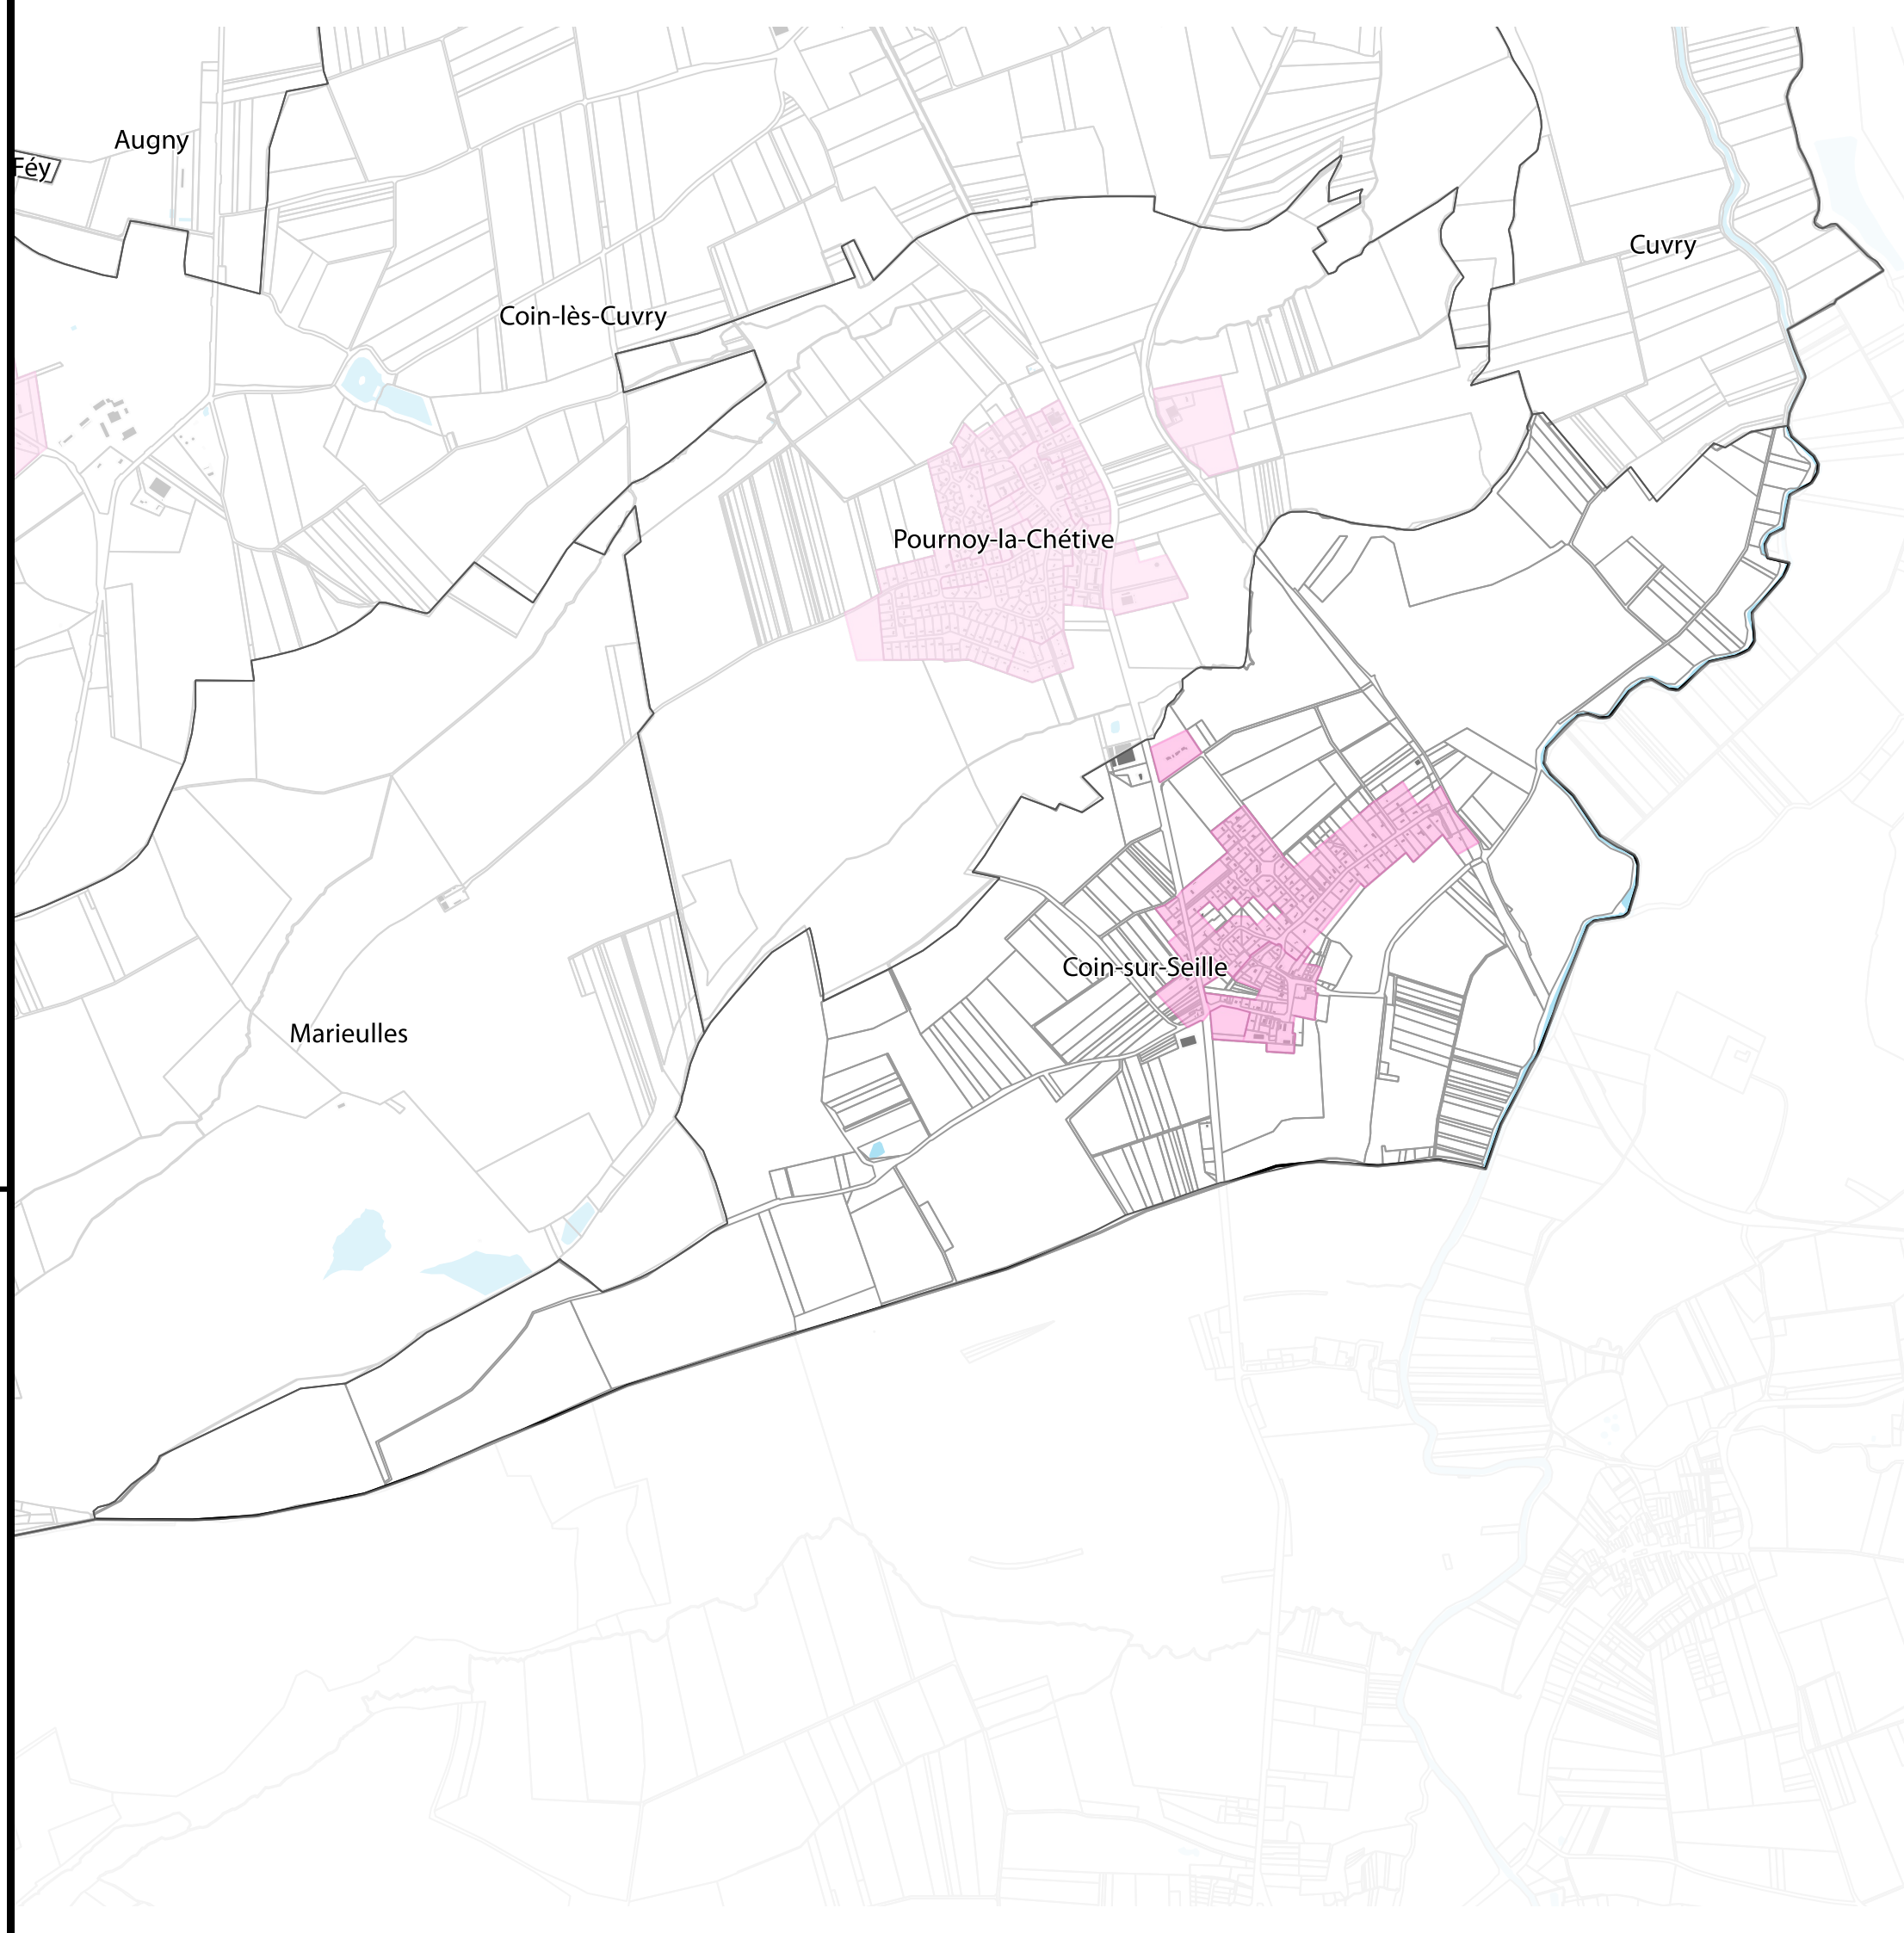 Augny
Féy
Cuvry
Coin-lès-Cuvry
Pournoy-la-Chétive
Coin-sur-Seille
Marieulles